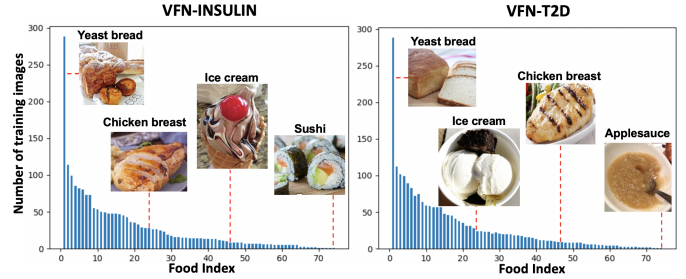 VFN-INSULIN
Number of training images
300
250
200
150
100
50
0
0
10
20
30
40
50
60
70
Food Index
Yeast bread
Chicken breast
Ice cream
Sushi
VFN-T2D
300
250
200
150
100
50
0
0
10
20
30
40
50
60
70
Food Index
Yeast bread
Ice cream
Chicken breast
Applesauce